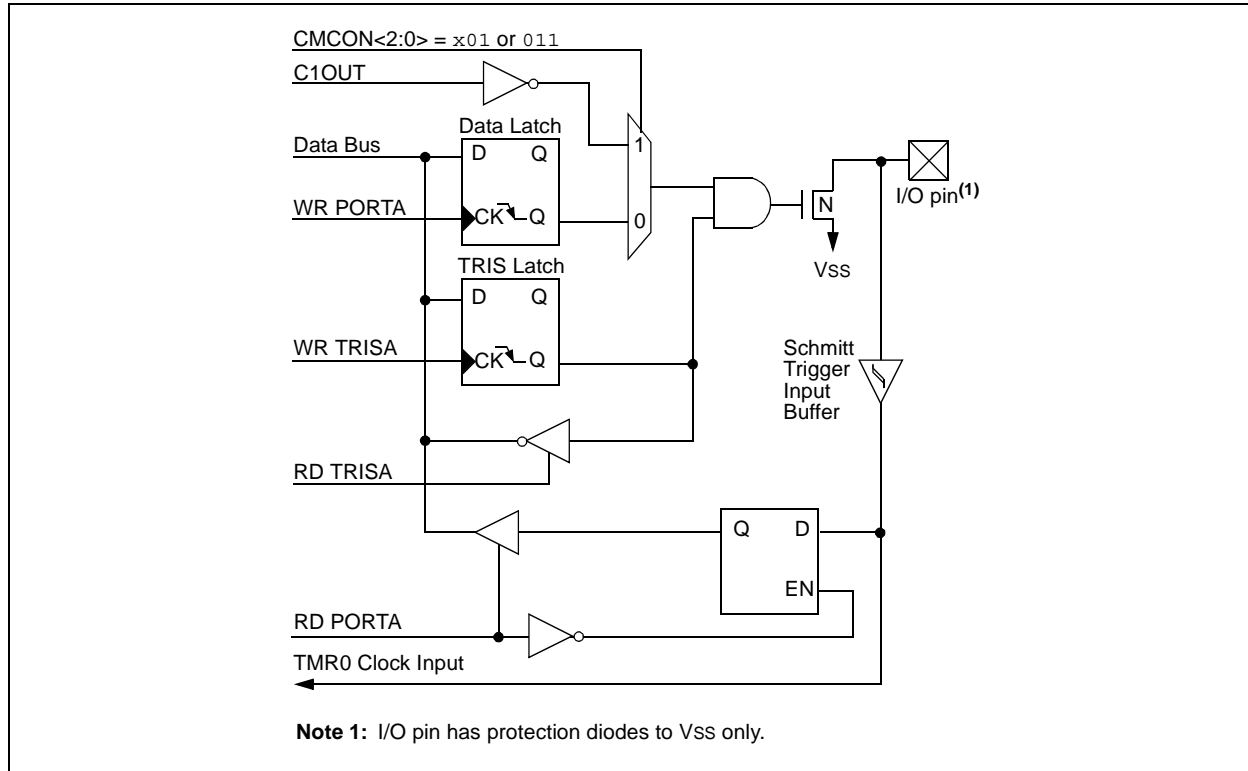 CMCON<2:0> = x01 or 011
C1OUT
Data Latch
Data Bus
D
Q
1
I/O pin(1)
WR PORTA
CK
Q
0
N
VSS
TRIS Latch
D
Q
WR TRISA
CK
Q
Schmitt
Trigger
Input
Buffer
RD TRISA
Q
D
EN
RD PORTA
TMR0 Clock Input
Note 1: I/O pin has protection diodes to VSS only.